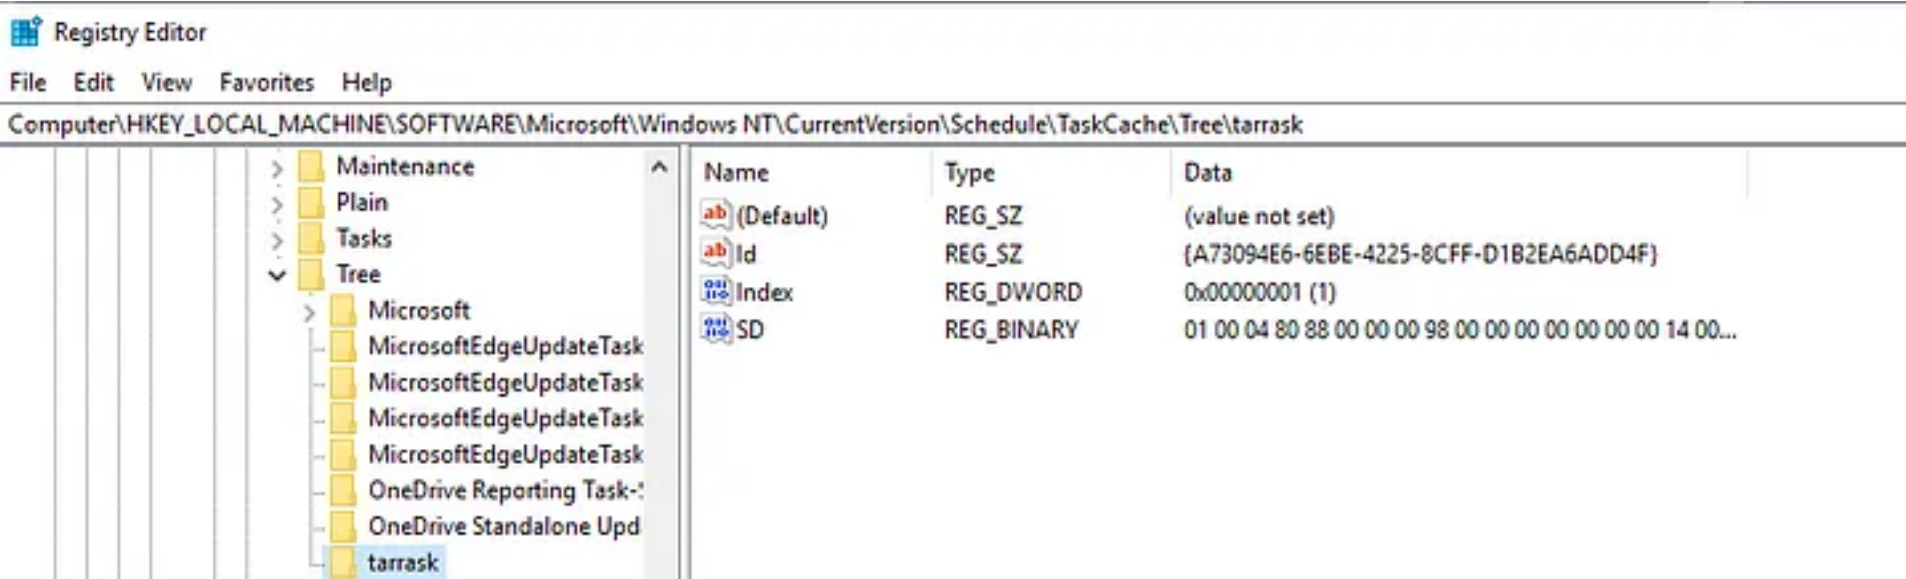 Registry Editor
File Edit View Favorites Help
Computer\HKEY_LOCAL_MACHINE\SOFTWARE\Microsoft\Windows NT\CurrentVersion\Schedule\TaskCache\Tree\tarrask
Maintenance
Plain
Tasks
Tree
Microsoft
MicrosoftEdgeUpdateTask
MicrosoftEdgeUpdateTask
MicrosoftEdgeUpdateTask
MicrosoftEdgeUpdateTask
OneDrive Reporting Task-
OneDrive Standalone Upd
tarrask
Name Type Data
ab (Default) REG_SZ (value not set)
ab Id REG_SZ {A73094E6-6EBE-4225-8CFF-D1B2EA6ADD4F}
Index REG_DWORD 0x00000001 (1)
SD REG_BINARY 01 00 04 80 88 00 00 00 98 00 00 00 00 00 00 00 14 00...